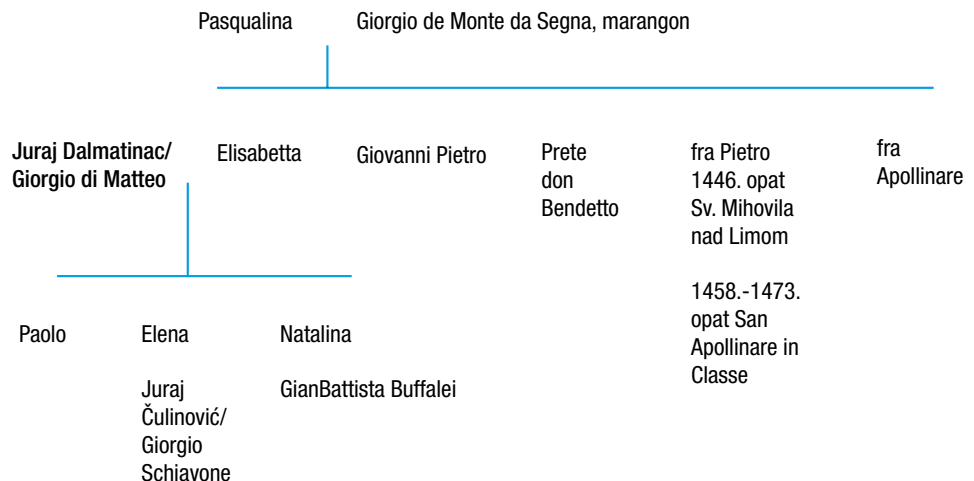 Pasqualina
Giorgio de Monte da Segna, marangon
Juraj Dalmatinac/
Giorgio di Matteo
Elisabetta
Giovanni Pietro
Prete
don
Bendetto
fra Pietro
1446. opat
Sv. Mihovila
nad Limom
1458.-1473.
opat San
Apollinare in
Classe
fra
Apollinare
Paolo
Elena
Juraj
Čulinović/
Giorgio
Schiavone
Natalina
GianBattista Buffalei